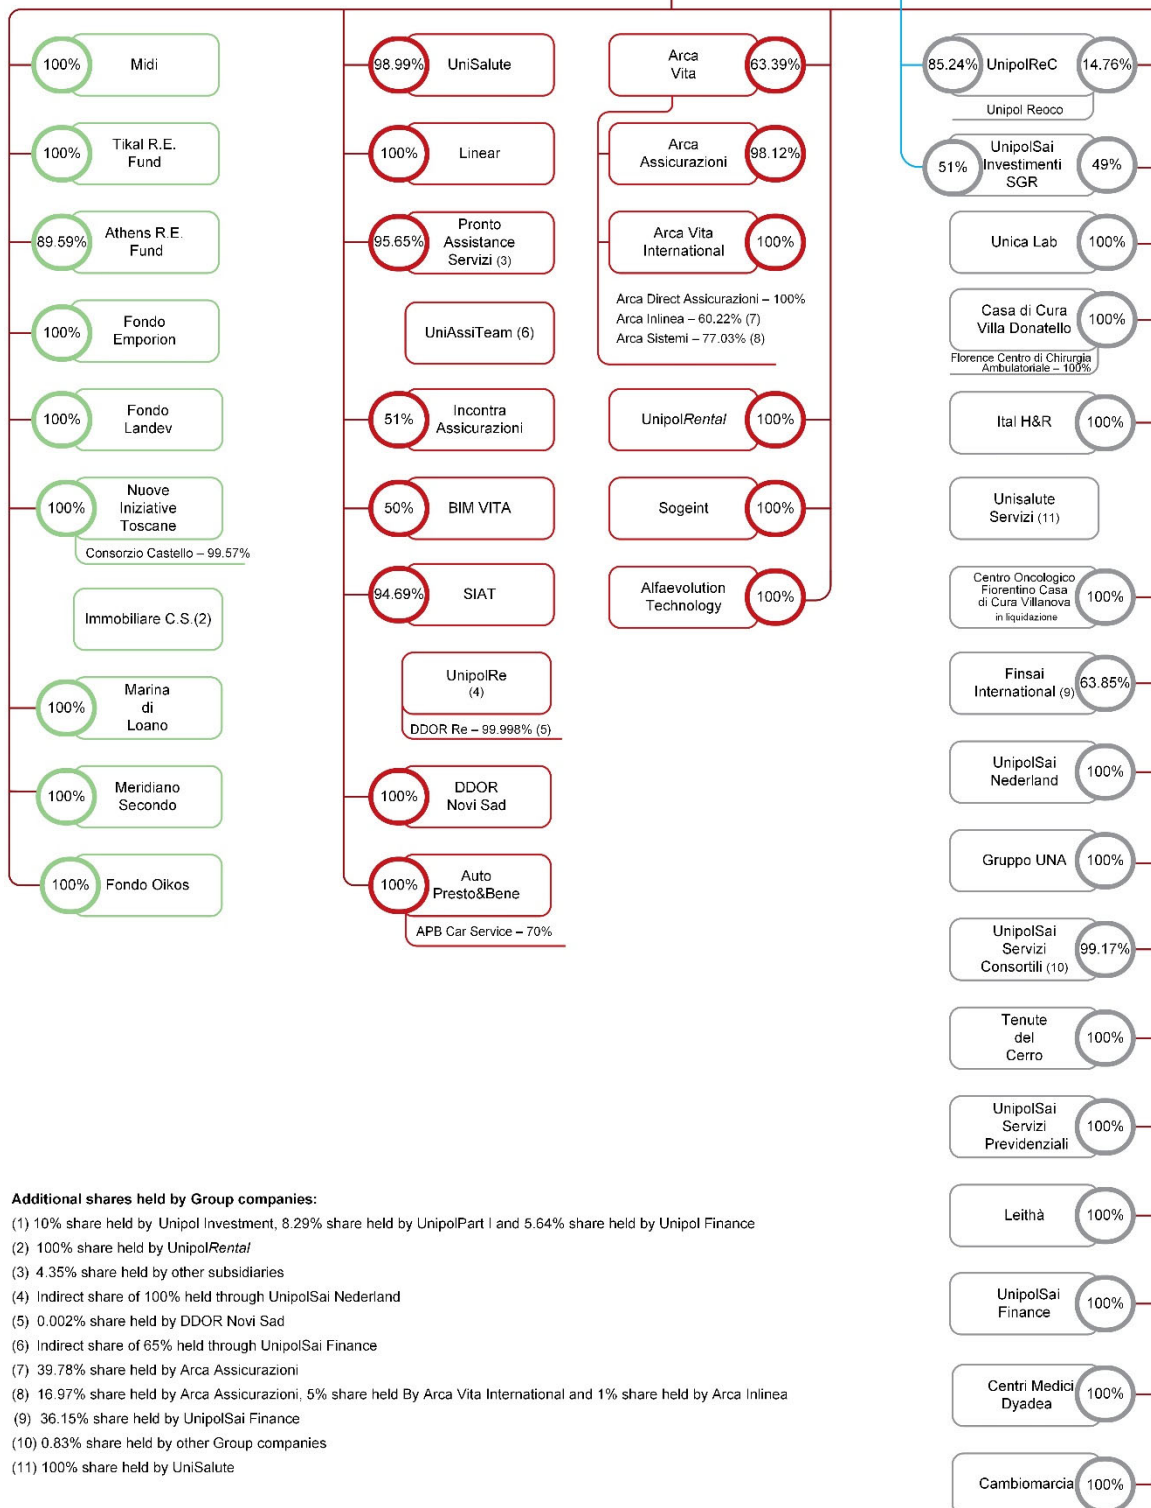 100%
Midi
100%
Tikal R.E.
Fund
89.59%
Athens R.E.
Fund
100%
Fondo
Emporion
100%
Fondo
Landev
100%
Nuove
Iniziative
Toscane
Consorzio Castello – 99.57%
Immobiliare C.S.(2)
100%
Marina
di
Loano
100%
Meridiano
Secondo
100%
Fondo Oikos
98.99%
UniSalute
100%
Linear
95.65%
Pronto
Assistance
Servizi (3)
UniAssiTeam (6)
51%
Incontra
Assicurazioni
50%
BIM VITA
94.69%
SIAT
UnipolRe
(4)
DDOR Re – 99.998% (5)
100%
DDOR
Novi Sad
100%
Auto
Presto&Bene
APB Car Service – 70%
Arca
Vita
63.39%
Arca
Assicurazioni
98.12%
Arca Vita
International
100%
Arca Direct Assicurazioni – 100%
Arca Inlinea – 60.22% (7)
Arca Sistemi – 77.03% (8)
UnipolRental
100%
Sogeint
100%
Alfaevolution
Technology
100%
85.24%
UnipolReC
14.76%
Unipol Reoco
51%
UnipolSai
Investimenti
SGR
49%
Unica Lab
100%
Casa di Cura
Villa Donatello
100%
Florence Centro di Chirurgia
Ambulatoriale – 100%
Ital H&R
100%
Unisalute
Servizi (11)
Centro Oncologico
Fiorentino Casa
di Cura Villanova
in liquidazione
100%
Finsai
International (9)
63.85%
UnipolSai
Nederland
100%
Gruppo UNA
100%
UnipolSai
Servizi
Consortili (10)
99.17%
Tenute
del
Cerro
100%
UnipolSai
Servizi
Previdenziali
100%
Leithà
100%
UnipolSai
Finance
100%
Centri Medici
Dyadea
100%
Cambiomarcia
100%
Additional shares held by Group companies:
(1) 10% share held by Unipol Investment, 8.29% share held by UnipolPart I and 5.64% share held by Unipol Finance
(2) 100% share held by UnipolRental
(3) 4.35% share held by other subsidiaries
(4) Indirect share of 100% held through UnipolSai Nederland
(5) 0.002% share held by DDOR Novi Sad
(6) Indirect share of 65% held through UnipolSai Finance
(7) 39.78% share held by Arca Assicurazioni
(8) 16.97% share held by Arca Assicurazioni, 5% share held By Arca Vita International and 1% share held by Arca Inlinea
(9) 36.15% share held by UnipolSai Finance
(10) 0.83% share held by other Group companies
(11) 100% share held by UniSalute